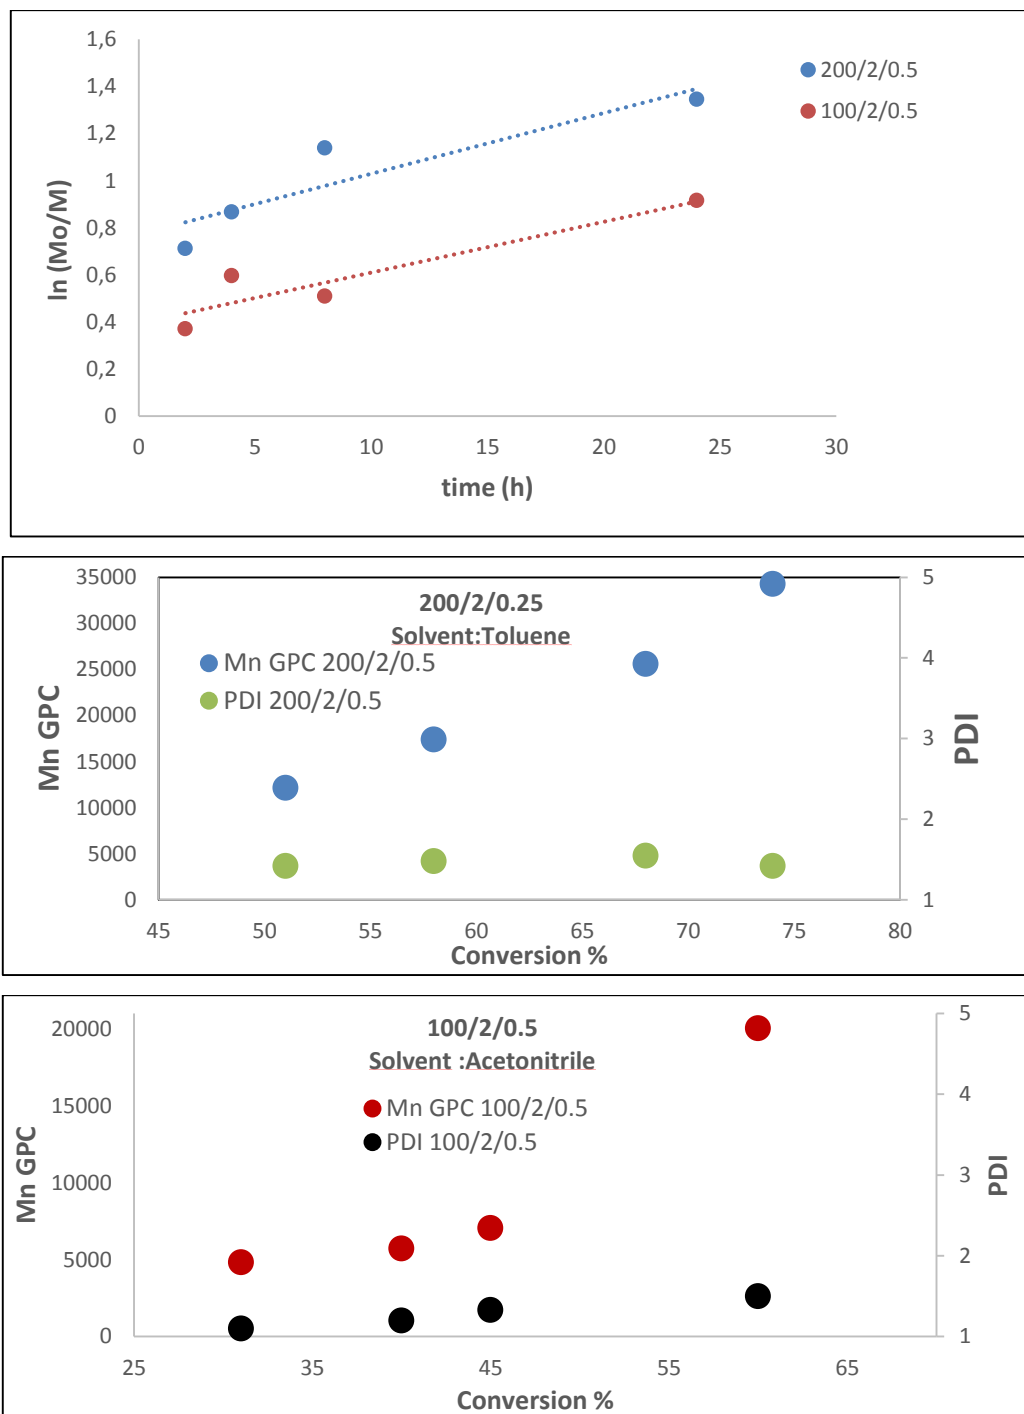 1,6
1,4
1,2
1
0,8
0,6
0,4
0,2
0
ln (Mo/M)
0 5 10 15 20 25 30
time (h)
200/2/0.5
100/2/0.5
35000
30000
25000
20000
15000
10000
5000
0
Mn GPC
200/2/0.25
Solvent:Toluene
Mn GPC 200/2/0.5
PDI 200/2/0.5
5
4
3
2
1
PDI
45 50 55 60 65 70 75 80
Conversion %
20000
15000
10000
5000
0
Mn GPC
100/2/0.5
Solvent :Acetonitrile
Mn GPC 100/2/0.5
PDI 100/2/0.5
5
4
3
2
1
PDI
25 35 45 55 65
Conversion %